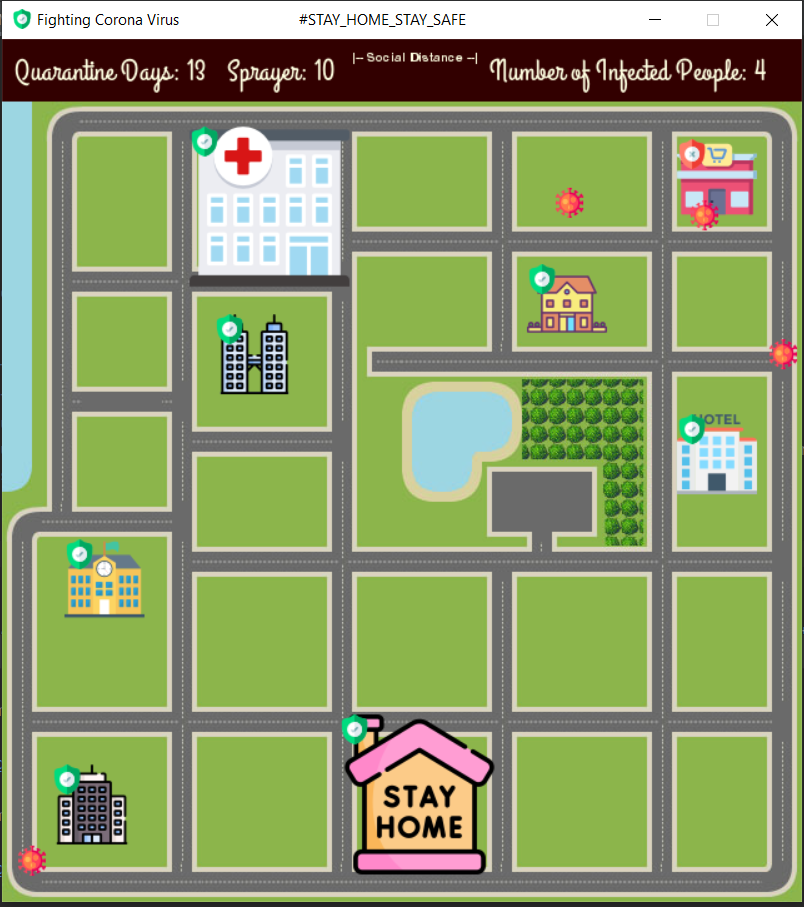 Fighting Corona Virus
#STAY_HOME_STAY_SAFE
Quarantine Days: 13
Sprayer: 10
|-- Social Distance --|
Number of Infected People: 4
HOTEL
STAY
HOME